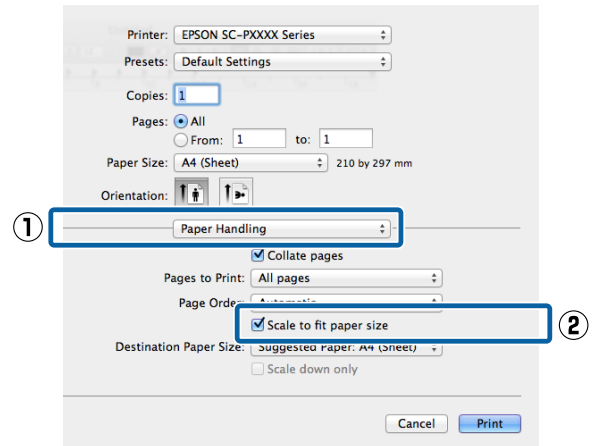 Printer: EPSON SC-PXXXX Series
Presets: Default Settings
Copies: 1
Pages: All
From: 1 to: 1
Paper Size: A4 (Sheet) 210 by 297 mm
Orientation:
① Paper Handling
Collate pages
Pages to Print: All pages
Page Order: Automatic
Scale to fit paper size ②
Destination Paper Size: Suggested Paper: A4 (Sheet)
Scale down only
Cancel Print